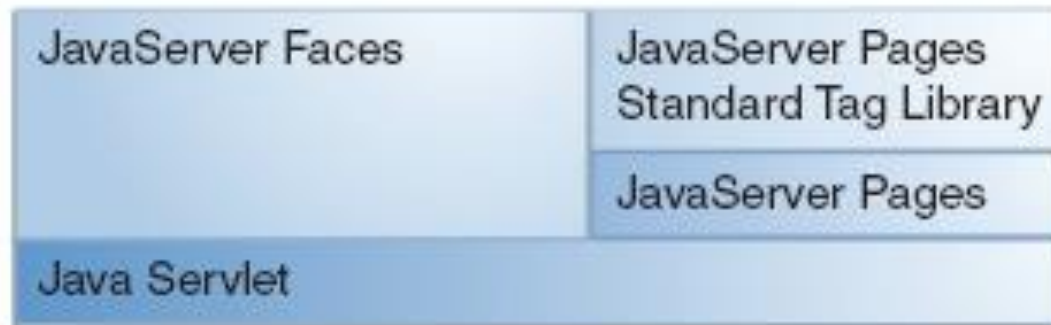 JavaServer Faces
JavaServer Pages
Standard Tag Library
JavaServer Pages
Java Servlet